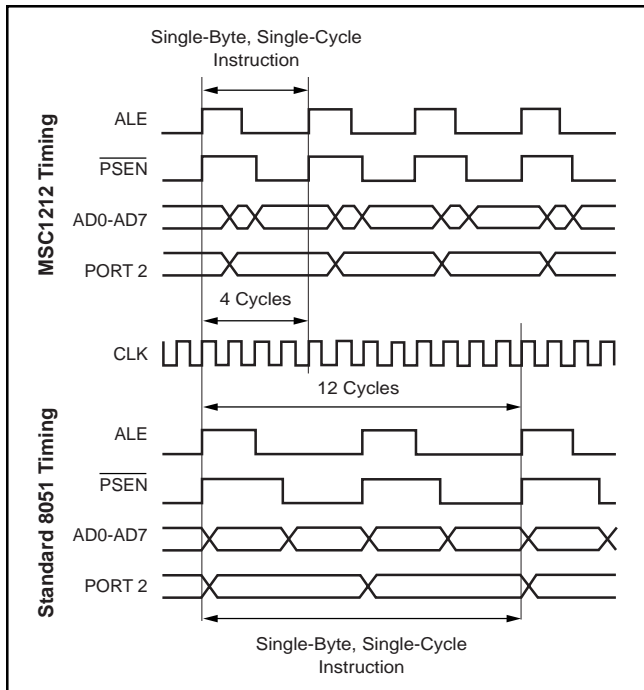 Single-Byte, Single-Cycle
Instruction
MSC1212 Timing
ALE
PSEN
AD0-AD7
PORT 2
4 Cycles
CLK
12 Cycles
Standard 8051 Timing
ALE
PSEN
AD0-AD7
PORT 2
Single-Byte, Single-Cycle
Instruction